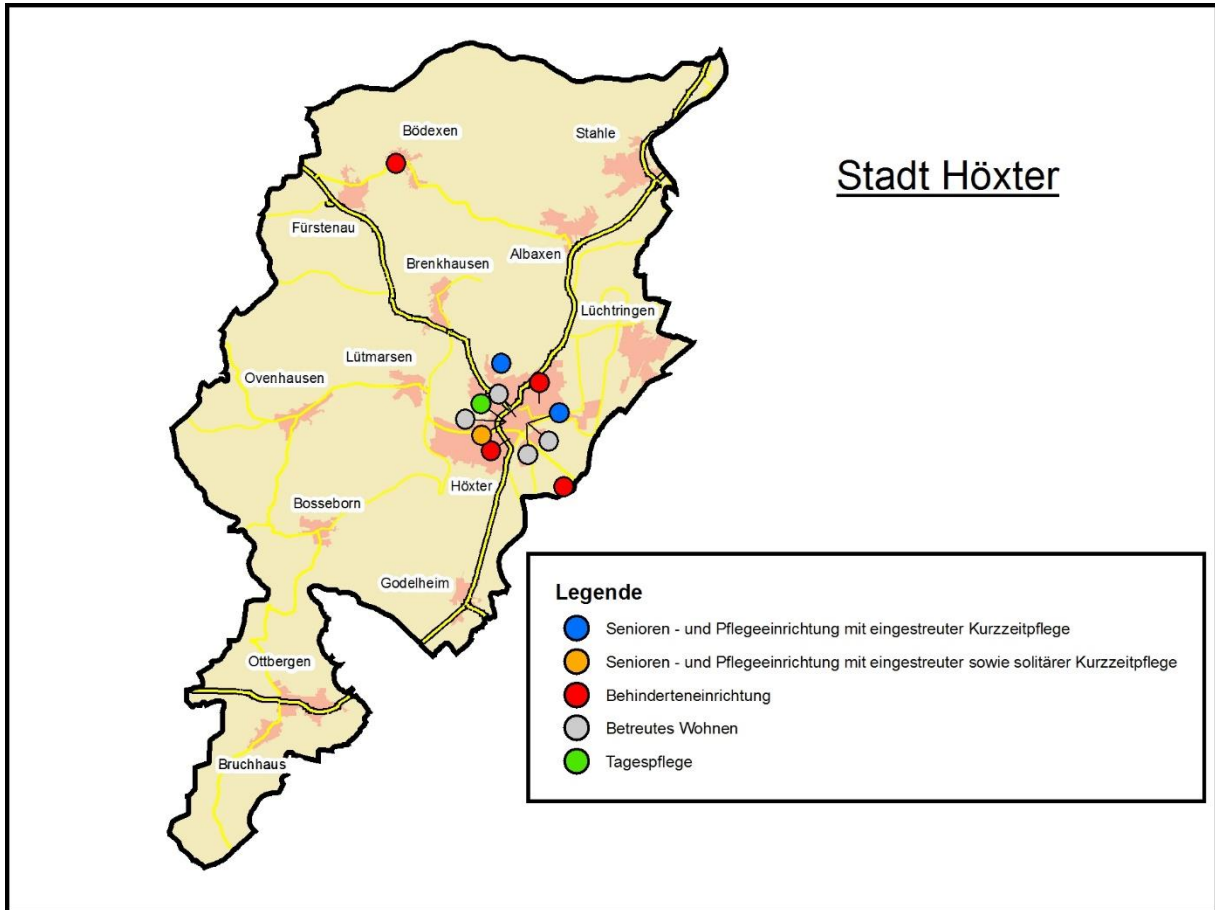 Stadt Höxter
Bödexen
Stahle
Fürstenau
Albaxen
Brenkhausen
Lüchtringen
Lütmarsen
Ovenhausen
Höxter
Bosseborn
Godelheim
Ottbergen
Bruchhaus
Legende
Senioren - und Pflegeeinrichtung mit eingestreuter Kurzzeitpflege
Senioren - und Pflegeeinrichtung mit eingestreuter sowie solitärer Kurzzeitpflege
Behinderteneinrichtung
Betreutes Wohnen
Tagespflege